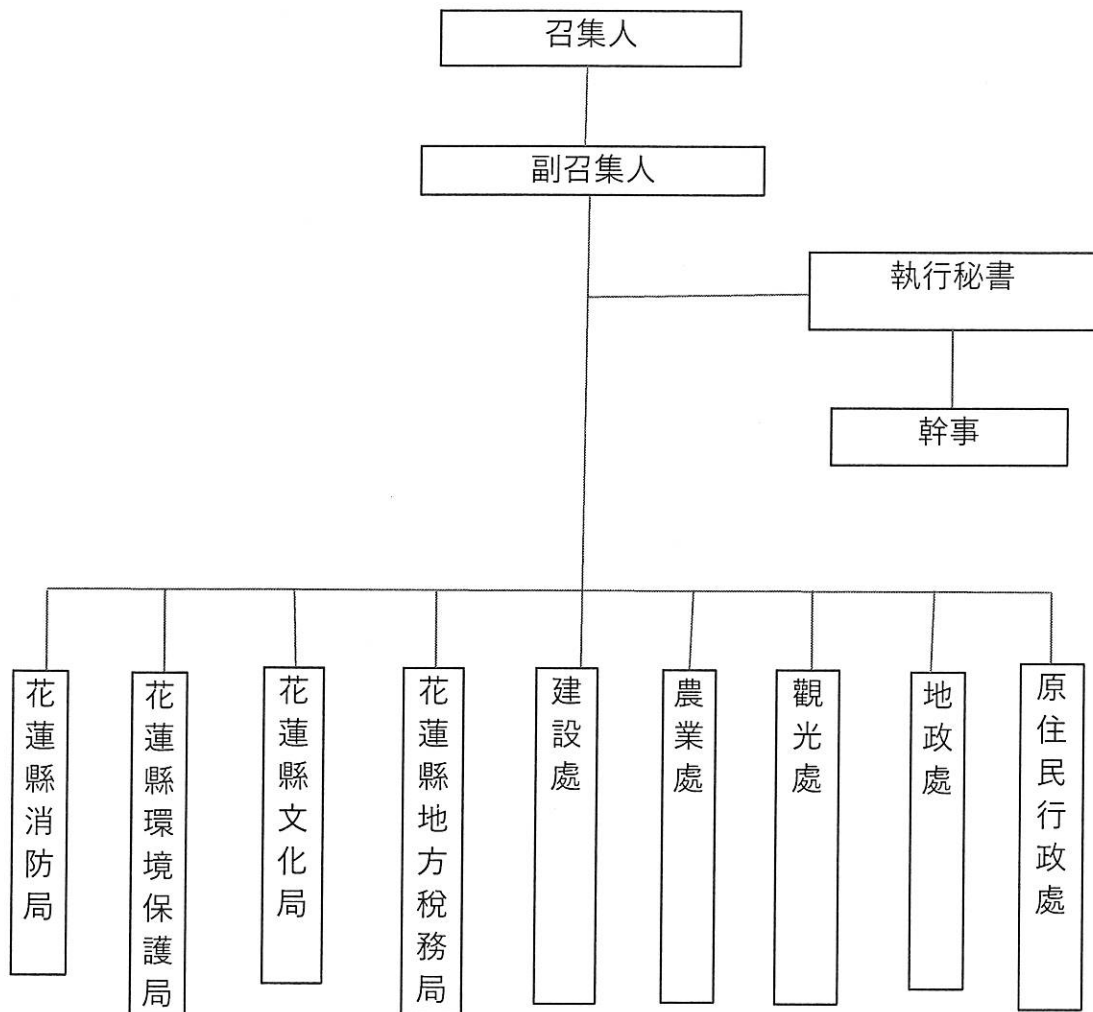 召集人
副召集人
執行秘書
幹事
花蓮縣消防局
花蓮縣環境保護局
花蓮縣文化局
花蓮縣地方稅務局
建設處
農業處
觀光處
地政處
原住民行政處